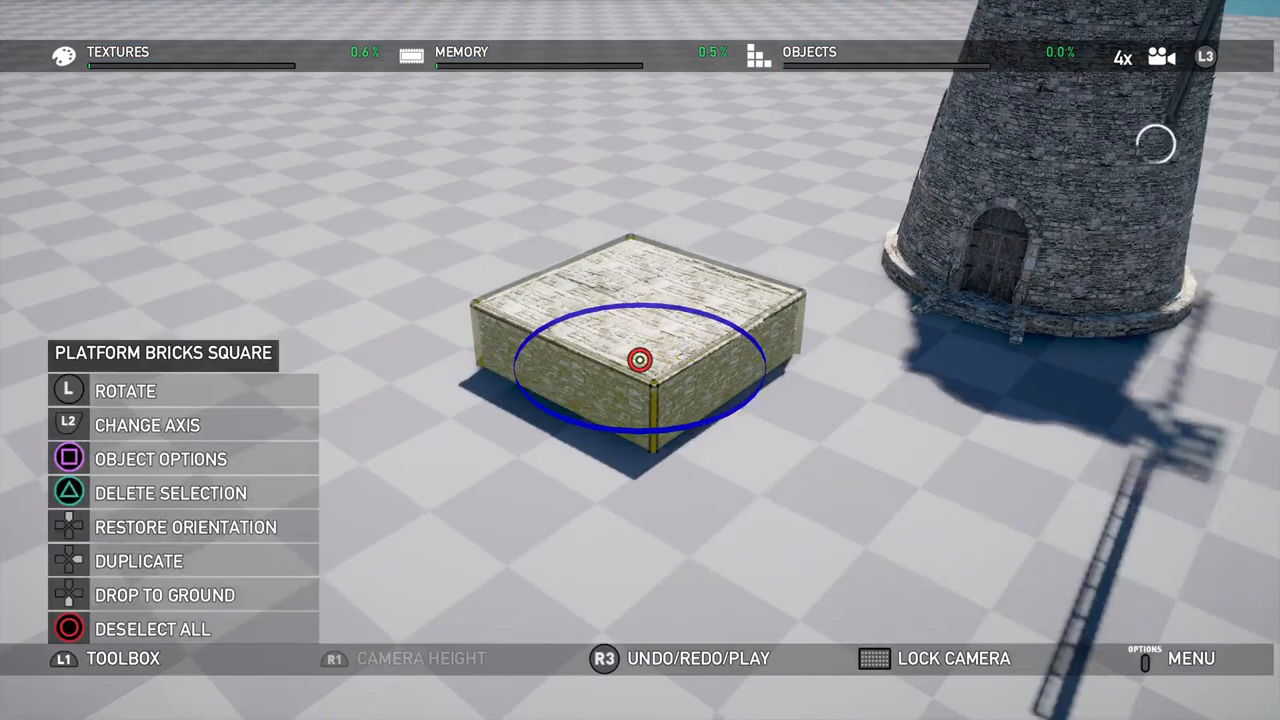 TEXTURES 0.6% MEMORY 0.5% OBJECTS 0.0% 4x L3
PLATFORM BRICKS SQUARE
L ROTATE
L2 CHANGE AXIS
OBJECT OPTIONS
DELETE SELECTION
RESTORE ORIENTATION
DUPLICATE
DROP TO GROUND
DESELECT ALL
L1 TOOLBOX R1 CAMERA HEIGHT R3 UNDO/REDO/PLAY LOCK CAMERA OPTIONS MENU